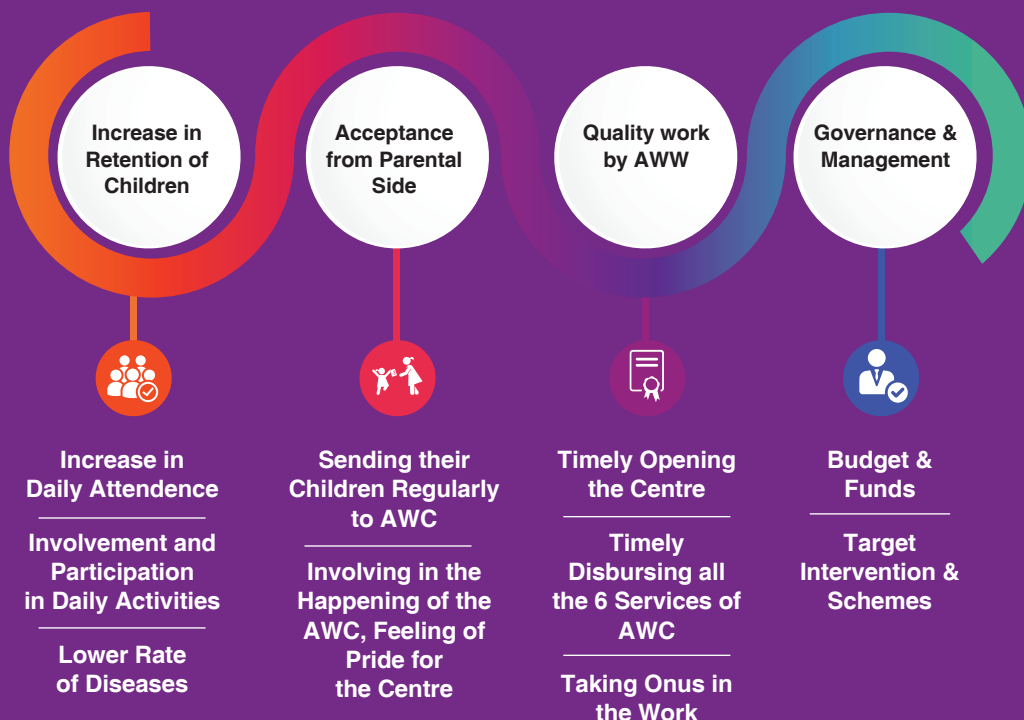 Increase in
Retention of
Children
Acceptance
from Parental
Side
Quality work
by AWW
Governance &
Management
Increase in
Daily Attendence
Involvement and
Participation
in Daily Activities
Lower Rate
of Diseases
Sending their
Children Regularly
to AWC
Involving in the
Happening of the
AWC, Feeling of
Pride for
the Centre
Timely Opening
the Centre
Timely
Disbursing all
the 6 Services of
AWC
Taking Onus in
the Work
Budget &
Funds
Target
Intervention &
Schemes